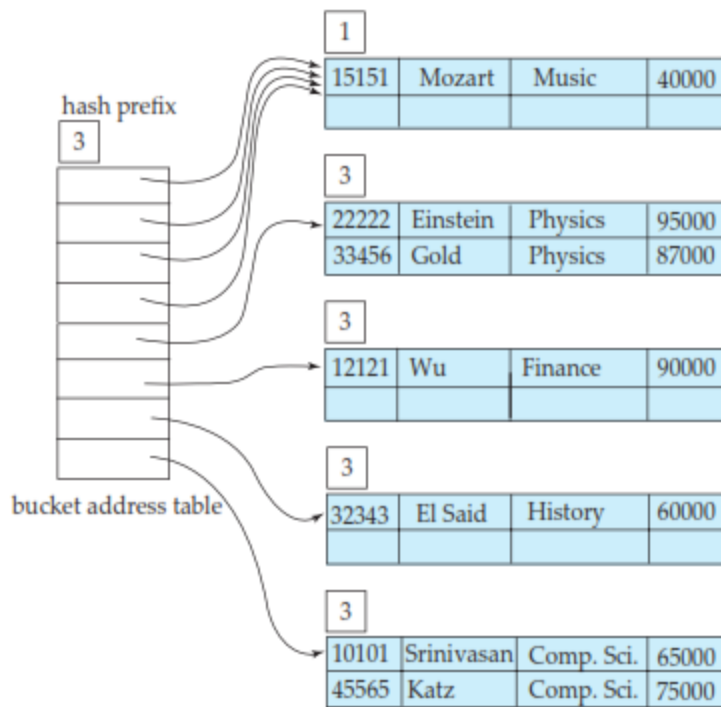 1
15151 Mozart Music 40000
hash prefix
3
3
22222 Einstein Physics 95000
33456 Gold Physics 87000
3
12121 Wu Finance 90000
3
bucket address table
32343 El Said History 60000
3
10101 Srinivasan Comp. Sci. 65000
45565 Katz Comp. Sci. 75000